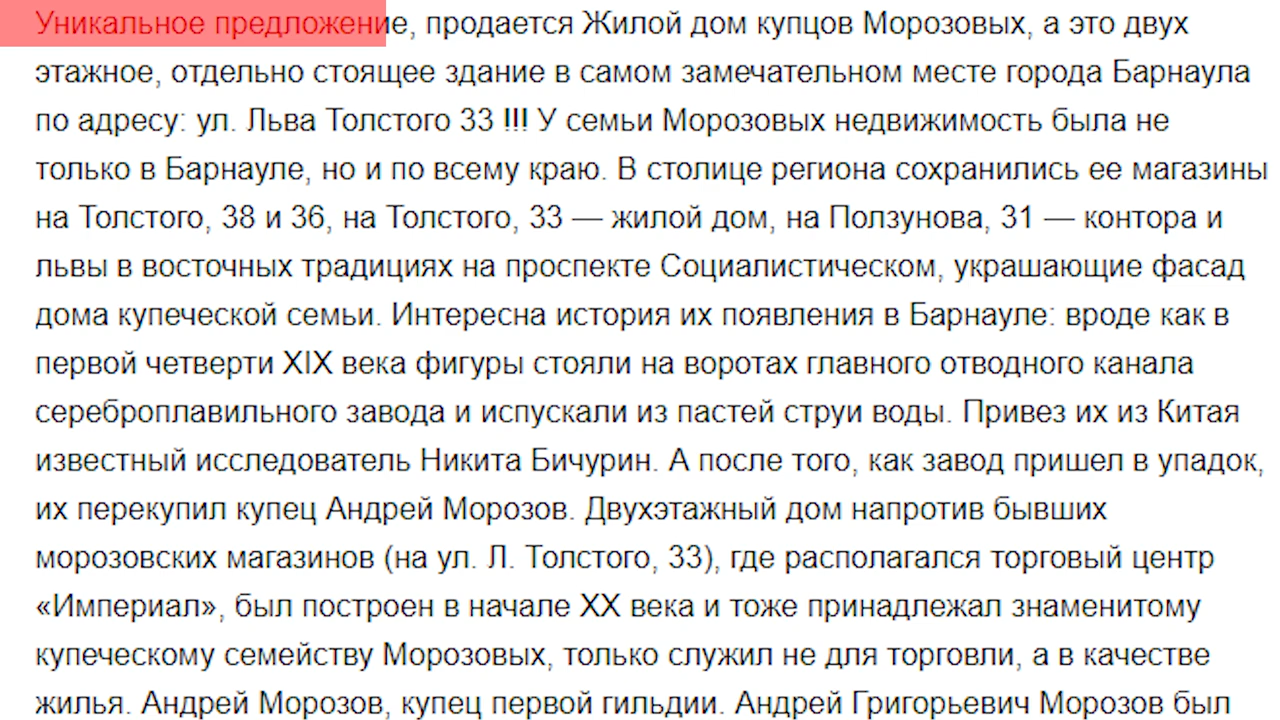 Уникальное предложение, продается Жилой дом купцов Морозовых, а это двух
этажное, отдельно стоящее здание в самом замечательном месте города Барнаула
по адресу: ул. Льва Толстого 33 !!! У семьи Морозовых недвижимость была не
только в Барнауле, но и по всему краю. В столице региона сохранились ее магазины
на Толстого, 38 и 36, на Толстого, 33 — жилой дом, на Ползунова, 31 — контора и
львы в восточных традициях на проспекте Социалистическом, украшающие фасад
дома купеческой семьи. Интересна история их появления в Барнауле: вроде как в
первой четверти XIX века фигуры стояли на воротах главного отводного канала
сереброплавильного завода и испускали из пастей струи воды. Привез их из Китая
известный исследователь Никита Бичурин. А после того, как завод пришел в упадок,
их перекупил купец Андрей Морозов. Двухэтажный дом напротив бывших
морозовских магазинов (на ул. Л. Толстого, 33), где располагался торговый центр
«Империал», был построен в начале XX века и тоже принадлежал знаменитому
купеческому семейству Морозовых, только служил не для торговли, а в качестве
жилья. Андрей Морозов, купец первой гильдии. Андрей Григорьевич Морозов был